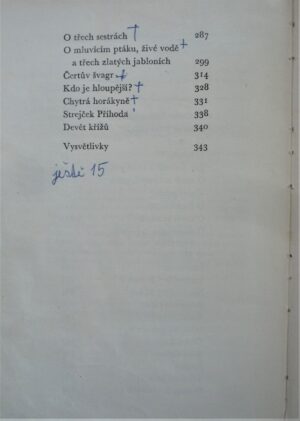 O třech sestrách † 287
O mluvícím ptáku, živé vodě †
a třech zlatých jabloních 299
Čertův švagr † 314
Kdo je hloupější? † 328
Chytrá horákyně † 331
Strejček Příhoda 338
Devět křížů 340
Vysvětlivky 343
ještě 15